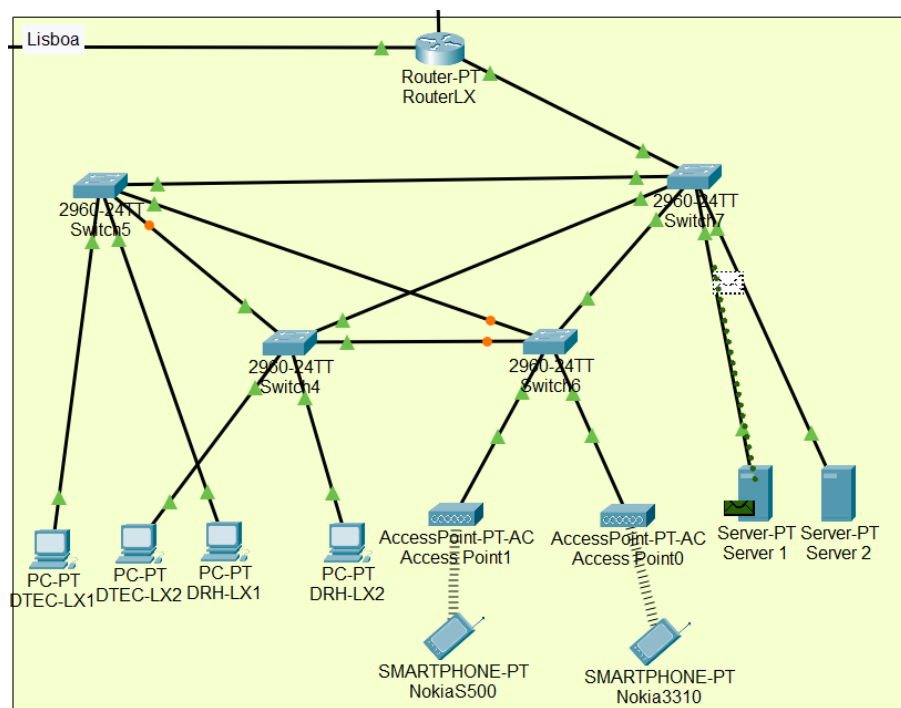 Lisboa
Router-PT
RouterLX
2960-24TT
Switch5
2960-24TT
Switch7
2960-24TT
Switch4
2960-24TT
Switch6
PC-PT
DTEC-LX1
PC-PT
DTEC-LX2
PC-PT
DRH-LX1
PC-PT
DRH-LX2
AccessPoint-PT-AC
Access Point1
AccessPoint-PT-AC
Access Point0
Server-PT
Server 1
Server-PT
Server 2
SMARTPHONE-PT
NokiaS500
SMARTPHONE-PT
Nokia3310